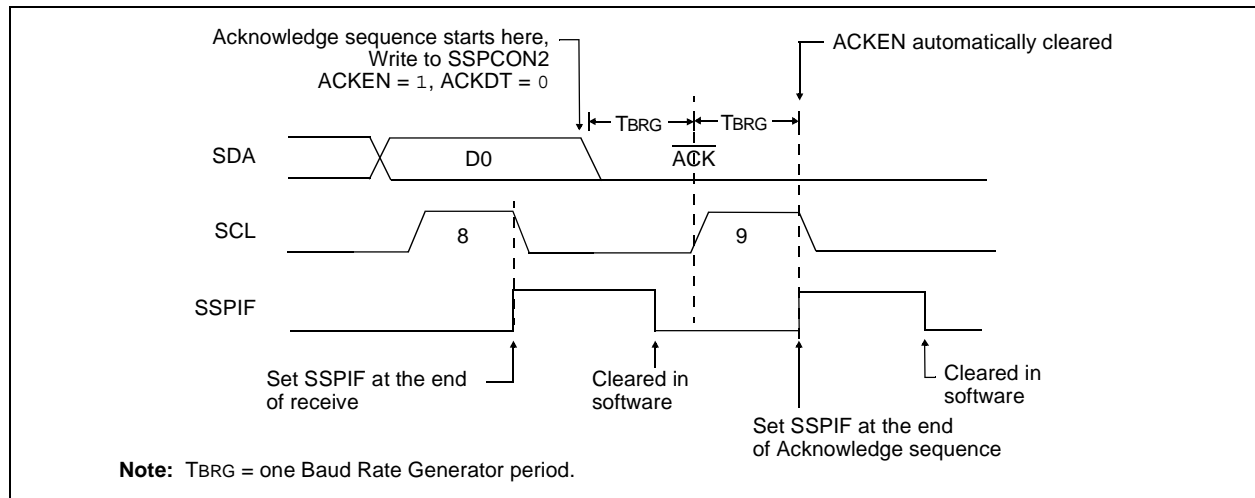 Acknowledge sequence starts here,
Write to SSPCON2
ACKEN = 1, ACKDT = 0
ACKEN automatically cleared
TBRG
TBRG
SDA
D0
ACK
SCL
8
9
SSPIF
Set SSPIF at the end
of receive
Cleared in
software
Set SSPIF at the end
of Acknowledge sequence
Cleared in
software
Note: TBRG = one Baud Rate Generator period.